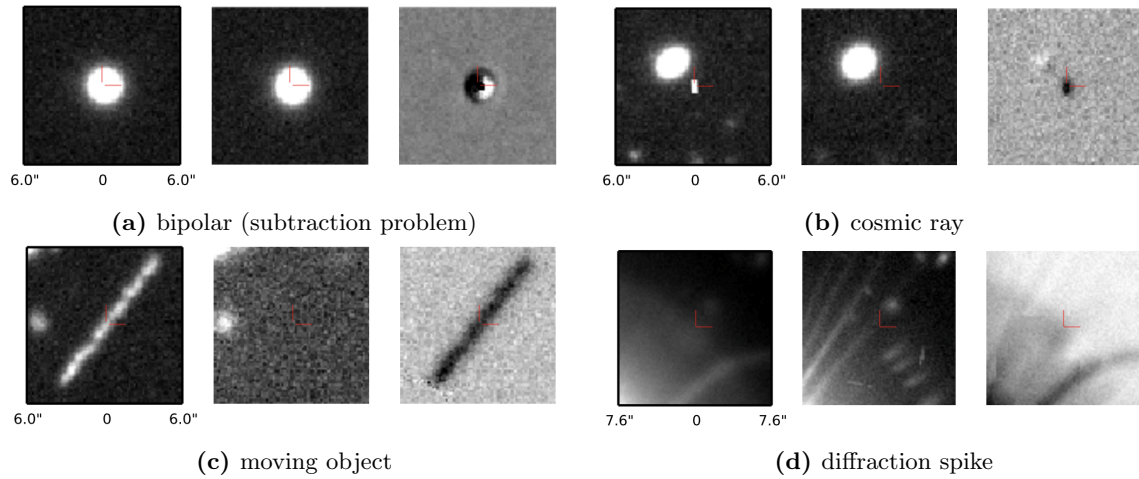 6.0" 0 6.0"
6.0" 0 6.0"
(a) bipolar (subtraction problem)
(b) cosmic ray
6.0" 0 6.0"
7.6" 0 7.6"
(c) moving object
(d) diffraction spike